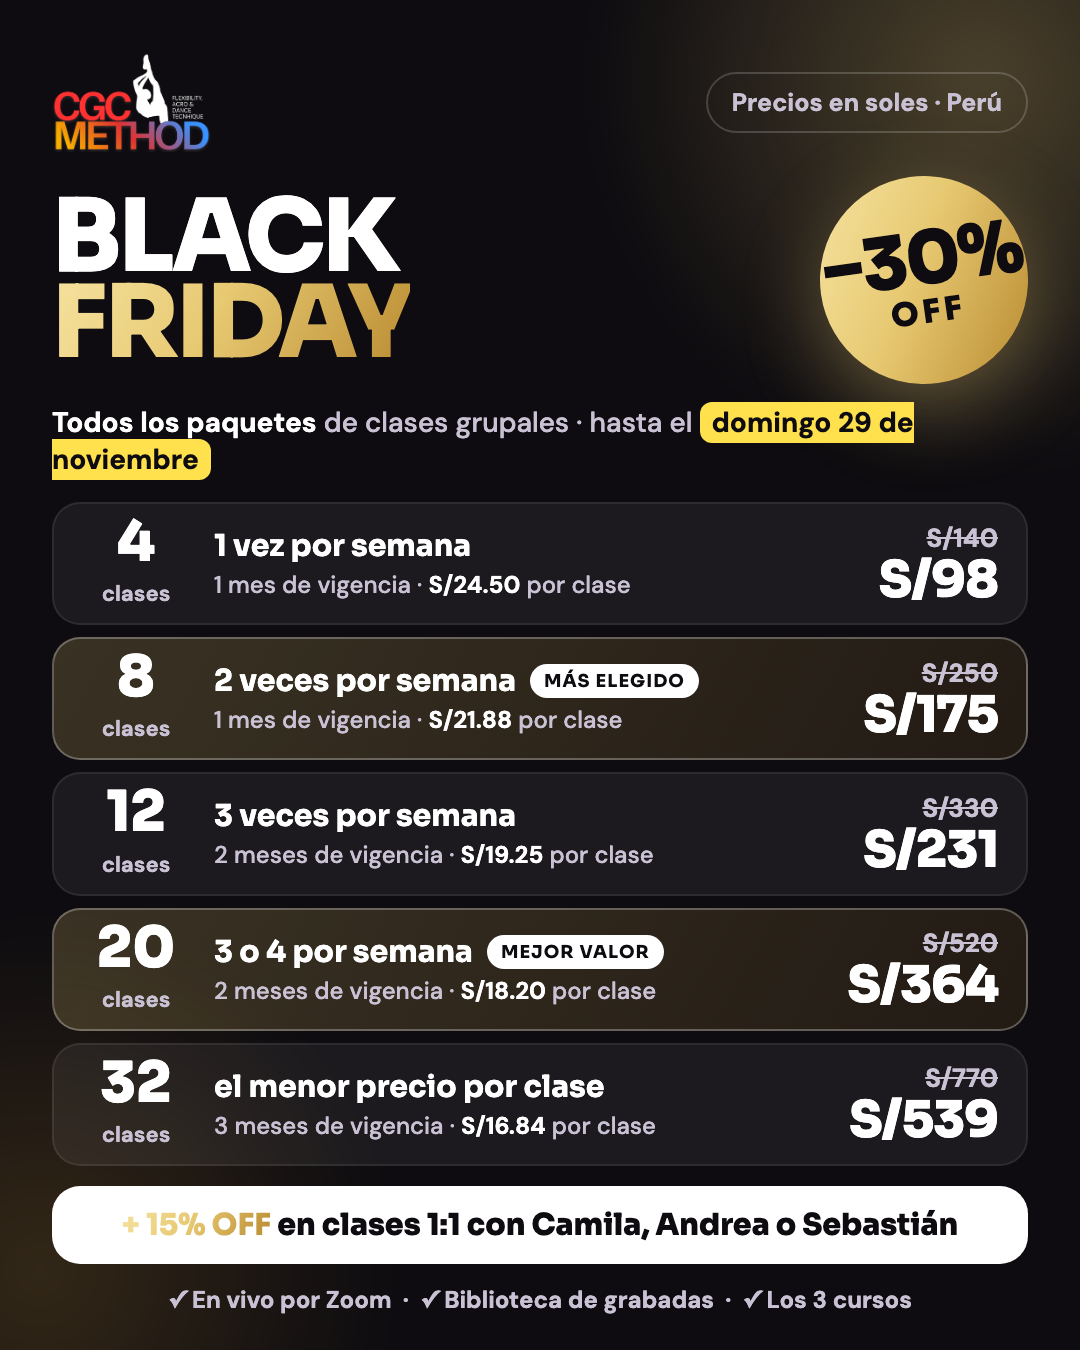 CGC
METHOD
FLEXIBILITY,
ACRO &
DANCE
TECNHIQUE
Precios en soles · Perú
BLACK
FRIDAY
–30%
OFF
Todos los paquetes de clases grupales · hasta el domingo 29 de
noviembre
4
clases
1 vez por semana
1 mes de vigencia · S/24.50 por clase
S/140
S/98
8
clases
2 veces por semana MÁS ELEGIDO
1 mes de vigencia · S/21.88 por clase
S/250
S/175
12
clases
3 veces por semana
2 meses de vigencia · S/19.25 por clase
S/330
S/231
20
clases
3 o 4 por semana MEJOR VALOR
2 meses de vigencia · S/18.20 por clase
S/520
S/364
32
clases
el menor precio por clase
3 meses de vigencia · S/16.84 por clase
S/770
S/539
+ 15% OFF en clases 1:1 con Camila, Andrea o Sebastián
✓En vivo por Zoom · ✓Biblioteca de grabadas · ✓Los 3 cursos